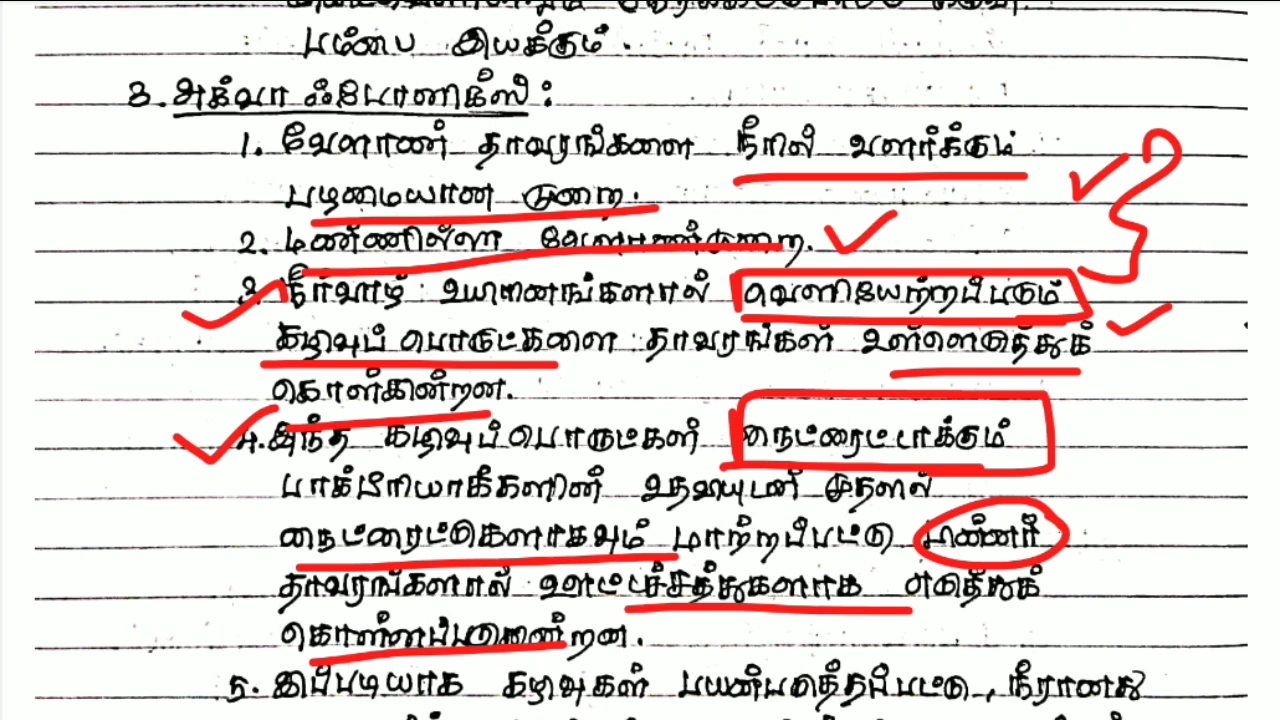 பம்பை இயக்கும்.
3. அக்வா ஃபோனிக்ஸ் :
1. வேளாண் தாவரங்களை நீரில் வளர்க்கும்
பழமையான முறை.
2. மண்ணில்லா வேளாண்முறை.
3. நீர்வாழ் உயிரினங்களால் வெளியேற்றப்படும்
கழிவுப் பொருட்களை தாவரங்கள் உள்ளெடுத்துக்
கொள்கின்றன.
4. இந்த கழிவுப்பொருட்கள் நைட்ரைட்டாக்கும்
பாக்டீரியாக்களின் உதவியுடன் முதலில்
நைட்ரைட்டுகளாகவும் மாற்றப்பட்டு பின்னர்
தாவரங்களால் ஊட்டச்சத்துகளாக எடுத்துக்
கொள்ளப்படுகின்றன.
5. இப்படியாக கழிவுகள் பயன்படுத்தப்பட்டு, நீரானது